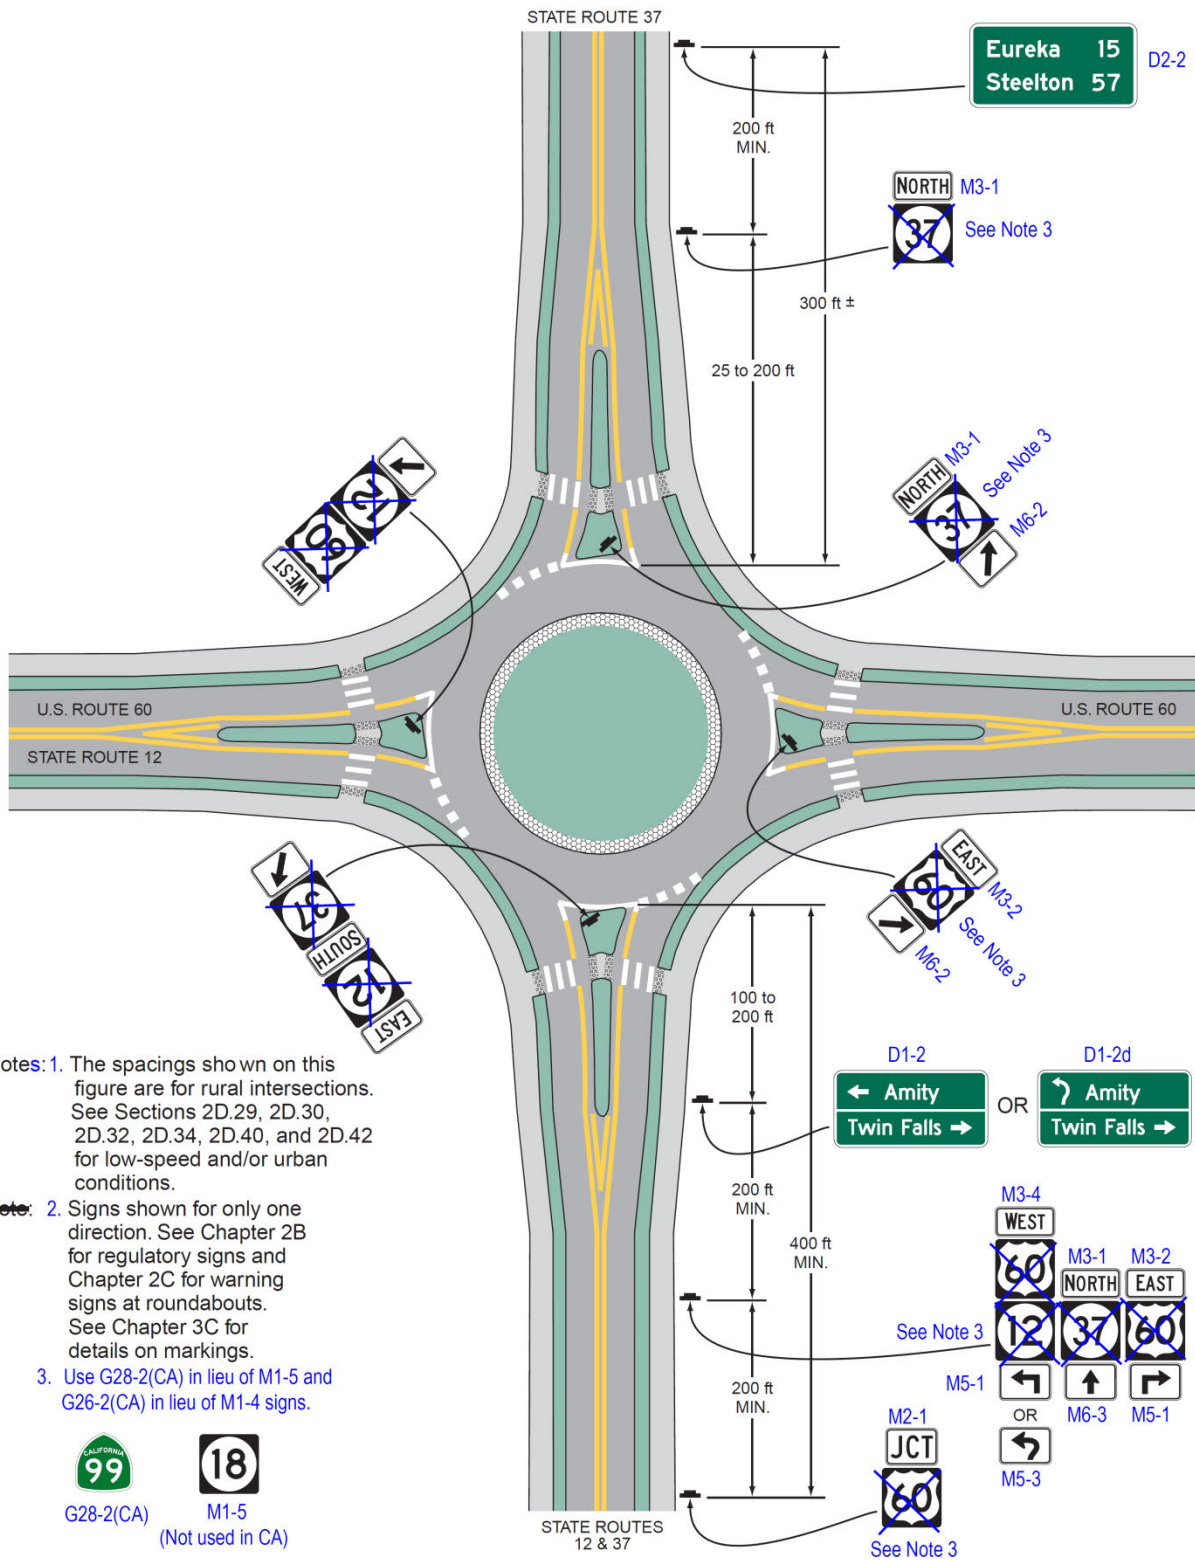 STATE ROUTE 37
Eureka 15
Steelton 57
D2-2
200 ft
MIN.
NORTH M3-1
37
See Note 3
300 ft ±
25 to 200 ft
12
60
WEST
NORTH M3-1
37 See Note 3
M6-2
U.S. ROUTE 60
STATE ROUTE 12
U.S. ROUTE 60
37
SOUTH
12
EAST
EAST M3-2
60 See Note 3
M6-2
100 to
200 ft
D1-2
← Amity
Twin Falls →
OR
D1-2d
Amity
Twin Falls →
otes: 1. The spacings shown on this
figure are for rural intersections.
See Sections 2D.29, 2D.30,
2D.32, 2D.34, 2D.40, and 2D.42
for low-speed and/or urban
conditions.
ote: 2. Signs shown for only one
direction. See Chapter 2B
for regulatory signs and
Chapter 2C for warning
signs at roundabouts.
See Chapter 3C for
details on markings.
3. Use G28-2(CA) in lieu of M1-5 and
G26-2(CA) in lieu of M1-4 signs.
200 ft
MIN.
400 ft
MIN.
M3-4
WEST
60
M3-1
NORTH
M3-2
EAST
See Note 3
12 37 60
M5-1
M6-3
M5-1
OR
M5-3
200 ft
MIN.
M2-1
JCT
60
See Note 3
CALIFORNIA
99
G28-2(CA)
18
M1-5
(Not used in CA)
STATE ROUTES
12 & 37